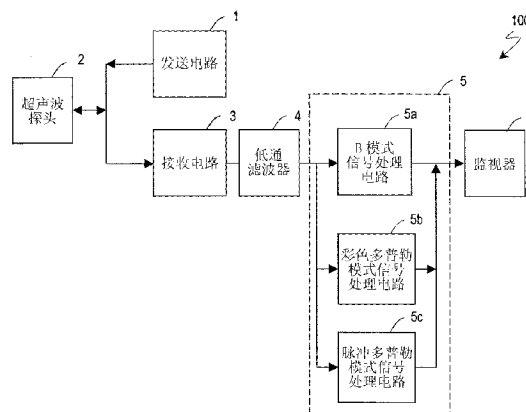 1
100
发送电路
2
超声波
探头
3
接收电路
4
低通
滤波器
5
5a
B 模式
信号处理
电路
监视器
5b
彩色多普勒
模式信号
处理电路
5c
脉冲多普勒
模式信号
处理电路